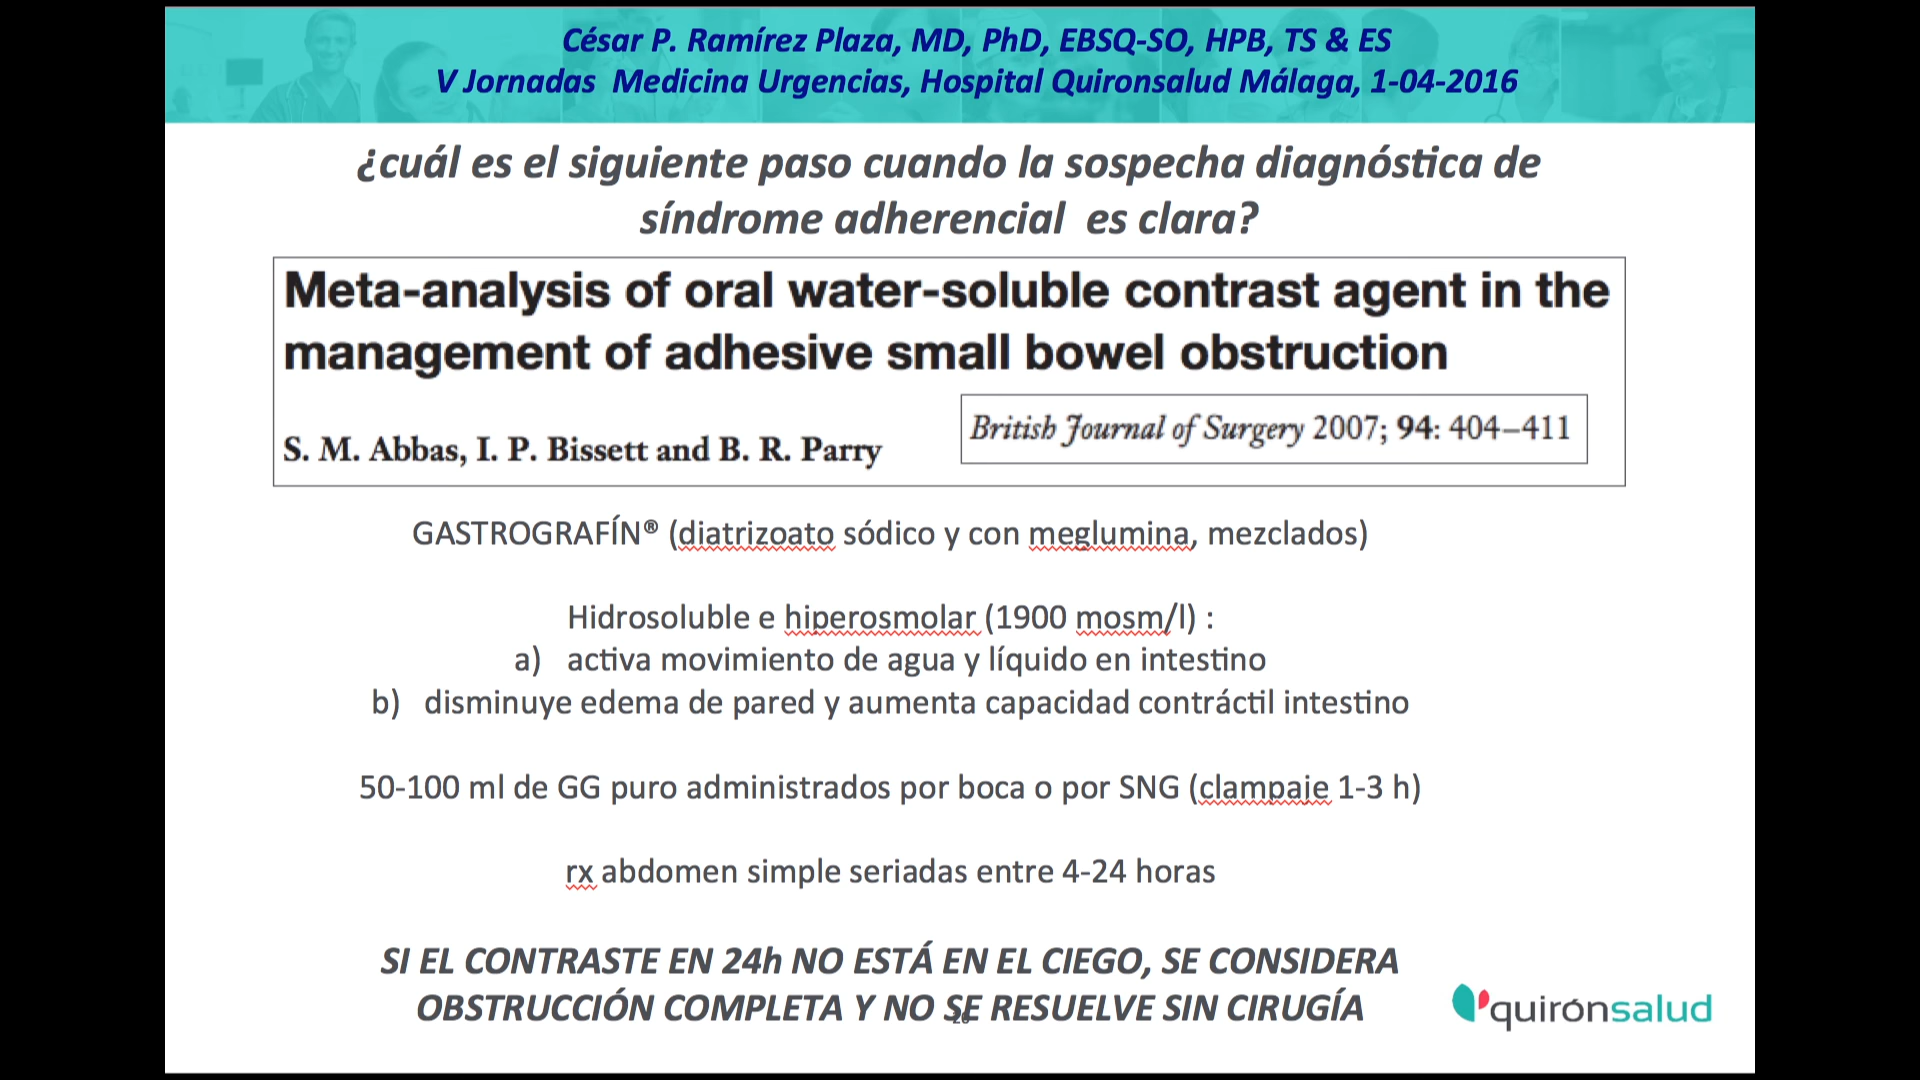 César P. Ramírez Plaza, MD, PhD, EBSQ-SO, HPB, TS & ES
V Jornadas Medicina Urgencias, Hospital Quironsalud Málaga, 1-04-2016
¿cuál es el siguiente paso cuando la sospecha diagnóstica de
síndrome adherencial es clara?
Meta-analysis of oral water-soluble contrast agent in the
management of adhesive small bowel obstruction
British Journal of Surgery 2007; 94: 404–411
S. M. Abbas, I. P. Bissett and B. R. Parry
GASTROGRAFÍN® (diatrizoato sódico y con meglumina, mezclados)
Hidrosoluble e hiperosmolar (1900 mosm/l) :
a) activa movimiento de agua y líquido en intestino
b) disminuye edema de pared y aumenta capacidad contráctil intestino
50-100 ml de GG puro administrados por boca o por SNG (clampaje 1-3 h)
rx abdomen simple seriadas entre 4-24 horas
SI EL CONTRASTE EN 24h NO ESTÁ EN EL CIEGO, SE CONSIDERA
OBSTRUCCIÓN COMPLETA Y NO SE RESUELVE SIN CIRUGÍA
quirónsalud